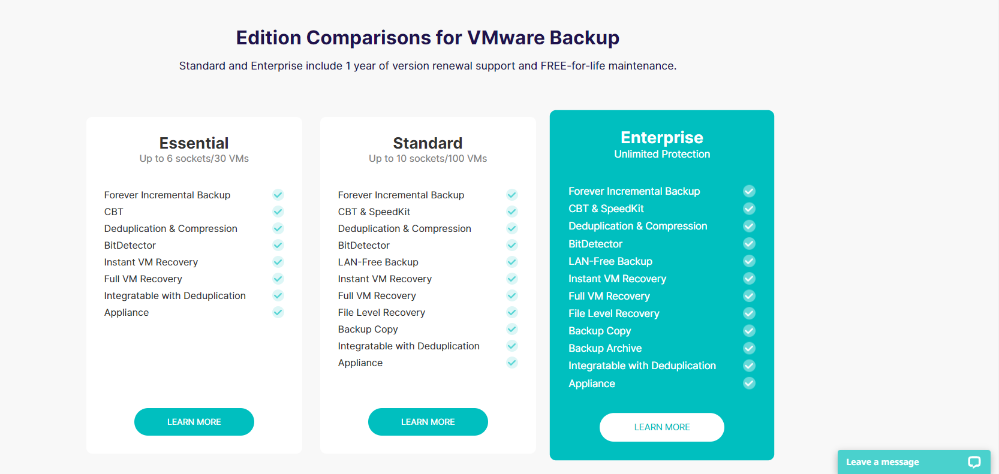 Edition Comparisons for VMware Backup
Standard and Enterprise include 1 year of version renewal support and FREE-for-life maintenance.
Essential
Up to 6 sockets/30 VMs
Forever Incremental Backup
CBT
Deduplication & Compression
BitDetector
Instant VM Recovery
Full VM Recovery
Integratable with Deduplication
Appliance
LEARN MORE
Standard
Up to 10 sockets/100 VMs
Forever Incremental Backup
CBT & SpeedKit
Deduplication & Compression
BitDetector
LAN-Free Backup
Instant VM Recovery
Full VM Recovery
File Level Recovery
Backup Copy
Integratable with Deduplication
Appliance
LEARN MORE
Enterprise
Unlimited Protection
Forever Incremental Backup
CBT & SpeedKit
Deduplication & Compression
BitDetector
LAN-Free Backup
Instant VM Recovery
Full VM Recovery
File Level Recovery
Backup Copy
Backup Archive
Integratable with Deduplication
Appliance
LEARN MORE
Leave a message